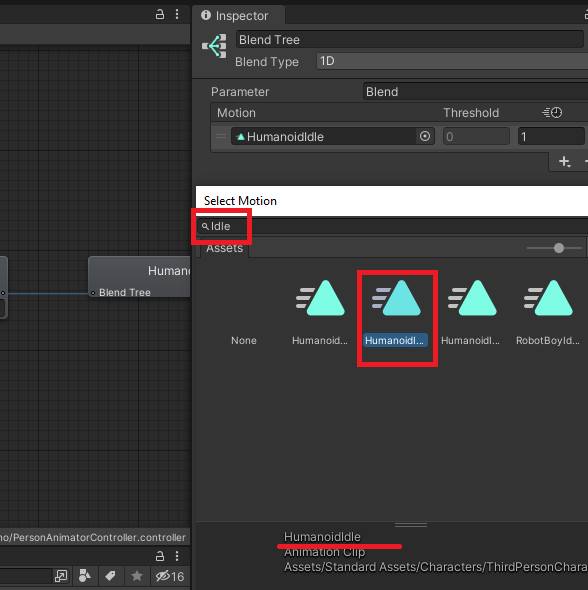 Inspector
Blend Tree
Blend Type 1D
Parameter Blend
Motion Threshold
HumanoidIdle 0 1
Select Motion
Idle
Assets
Humano
Blend Tree
None Humanoid... HumanoidI... HumanoidI... RobotBoyId...
no/PersonAnimatorController.controller
HumanoidIdle
Animation Clip
Assets/Standard Assets/Characters/ThirdPersonChara
16